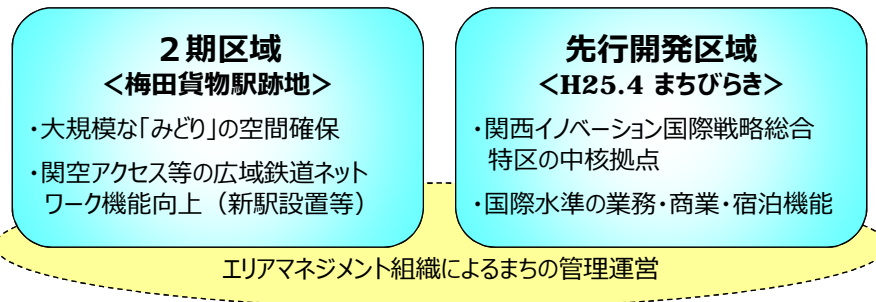 ２期区域
＜梅田貨物駅跡地＞
・大規模な「みどり」の空間確保
・関空アクセス等の広域鉄道ネット
ワーク機能向上（新駅設置等）
先行開発区域
＜H25.4 まちびらき＞
・関西イノベーション国際戦略総合
特区の中核拠点
・国際水準の業務・商業・宿泊機能
エリアマネジメント組織によるまちの管理運営